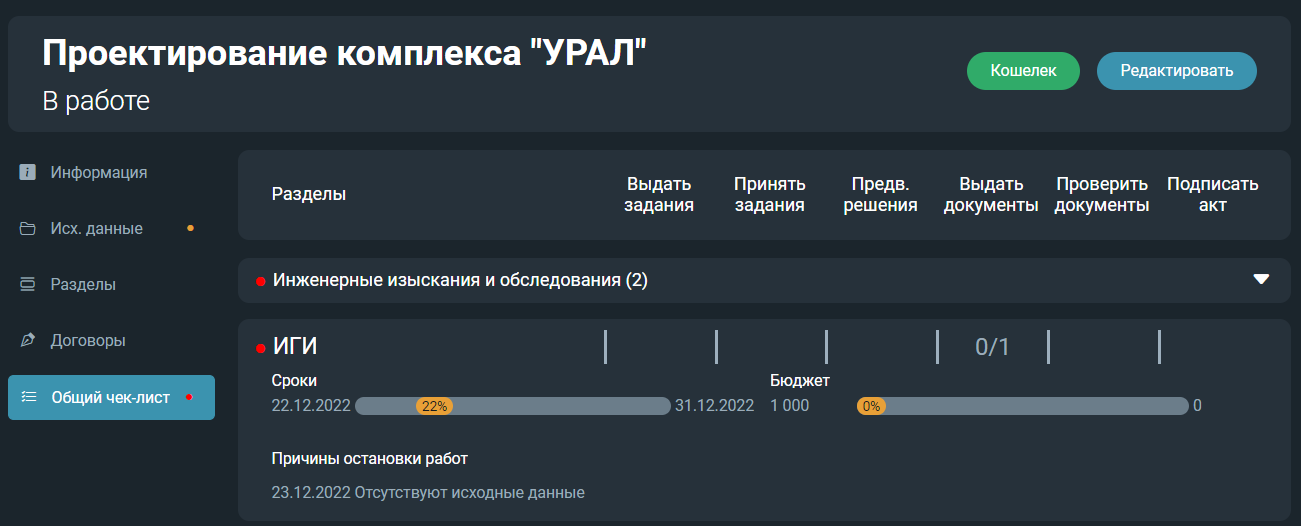 Проектирование комплекса "УРАЛ"
В работе
Кошелек
Редактировать
Информация
Исх. данные
Разделы
Договоры
Общий чек-лист
Разделы
Выдать
задания
Принять
задания
Предв.
решения
Выдать
документы
Проверить
документы
Подписать
акт
Инженерные изыскания и обследования (2)
ИГИ
0/1
Сроки
22.12.2022 22% 31.12.2022
Бюджет
1 000 0% 0
Причины остановки работ
23.12.2022 Отсутствуют исходные данные